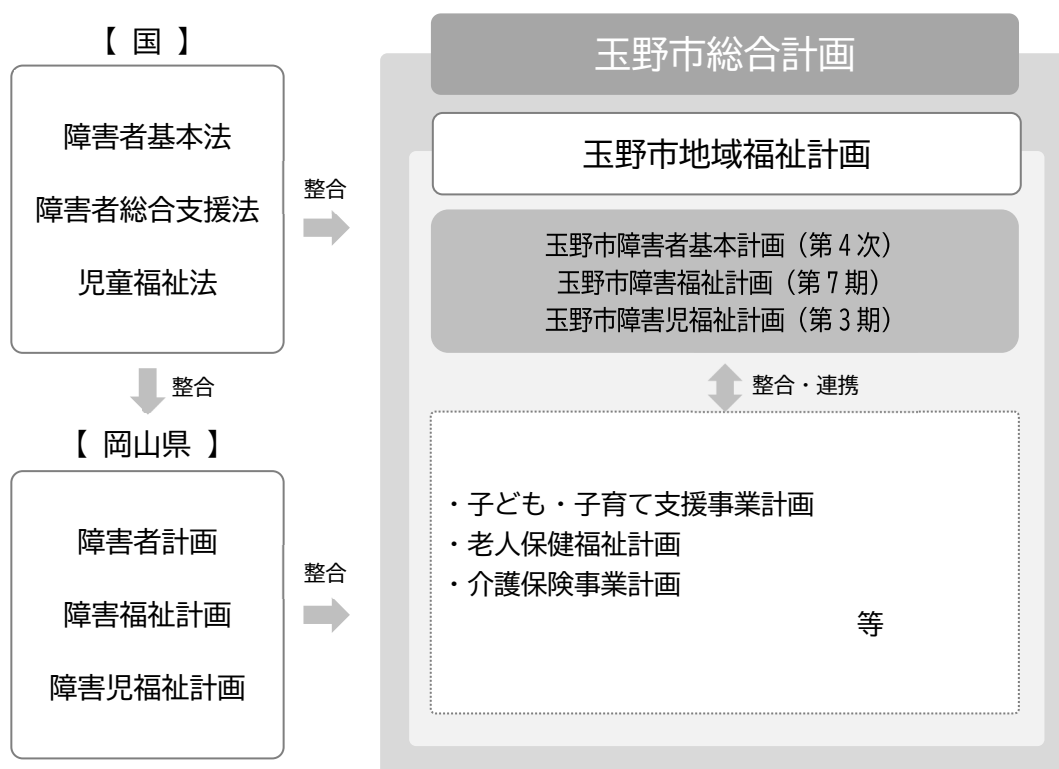 【 国 】
障害者基本法
障害者総合支援法
児童福祉法
整合
整合
【 岡山県 】
障害者計画
障害福祉計画
障害児福祉計画
整合
玉野市総合計画
玉野市地域福祉計画
玉野市障害者基本計画（第4次）
玉野市障害福祉計画（第7期）
玉野市障害児福祉計画（第3期）
整合・連携
・子ども・子育て支援事業計画
・老人保健福祉計画
・介護保険事業計画
等